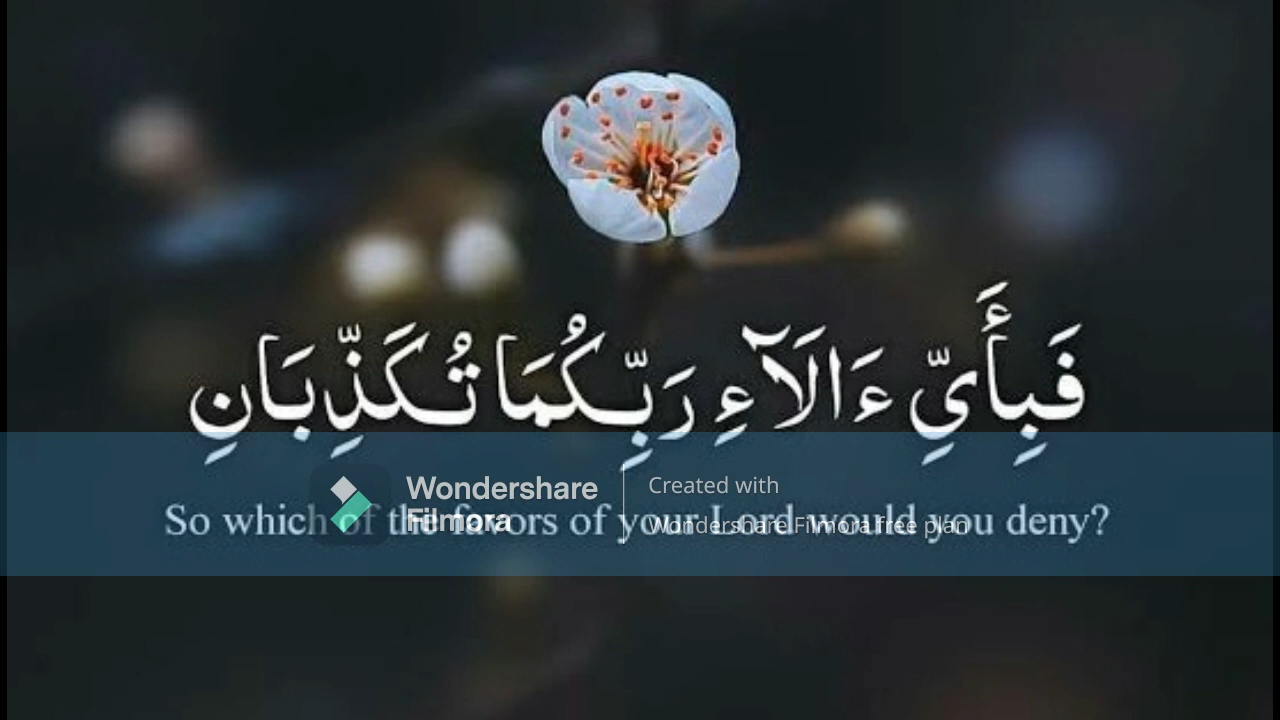 فَبِأَيِّ ءَالَآءِ رَبِّكُمَا تُكَذِّبَانِ
Wondershare
Filmora
Created with
Wondershare Filmora free plan
So which of the favors of your Lord would you deny?